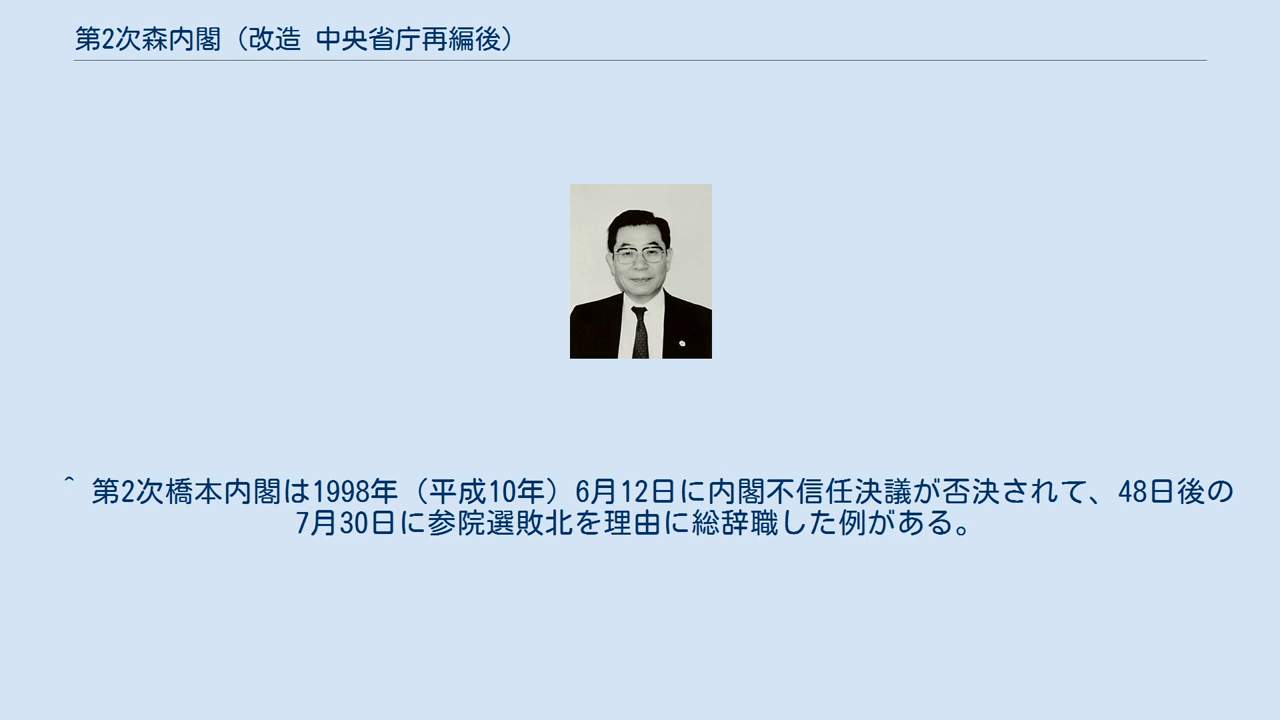 第2次森内閣（改造 中央省庁再編後）
^ 第2次橋本内閣は1998年（平成10年）6月12日に内閣不信任決議が否決されて、48日後の
7月30日に参院選敗北を理由に総辞職した例がある。